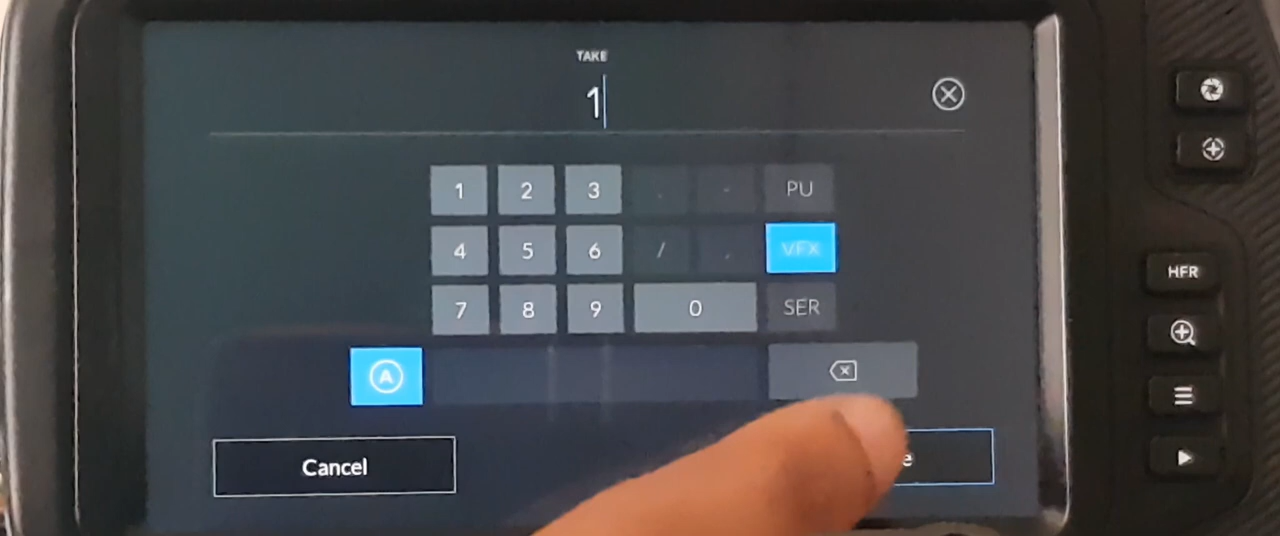 TAKE
1
1 2 3 . - PU
4 5 6 / , VFX
7 8 9 0 SER
A
Cancel
HFR